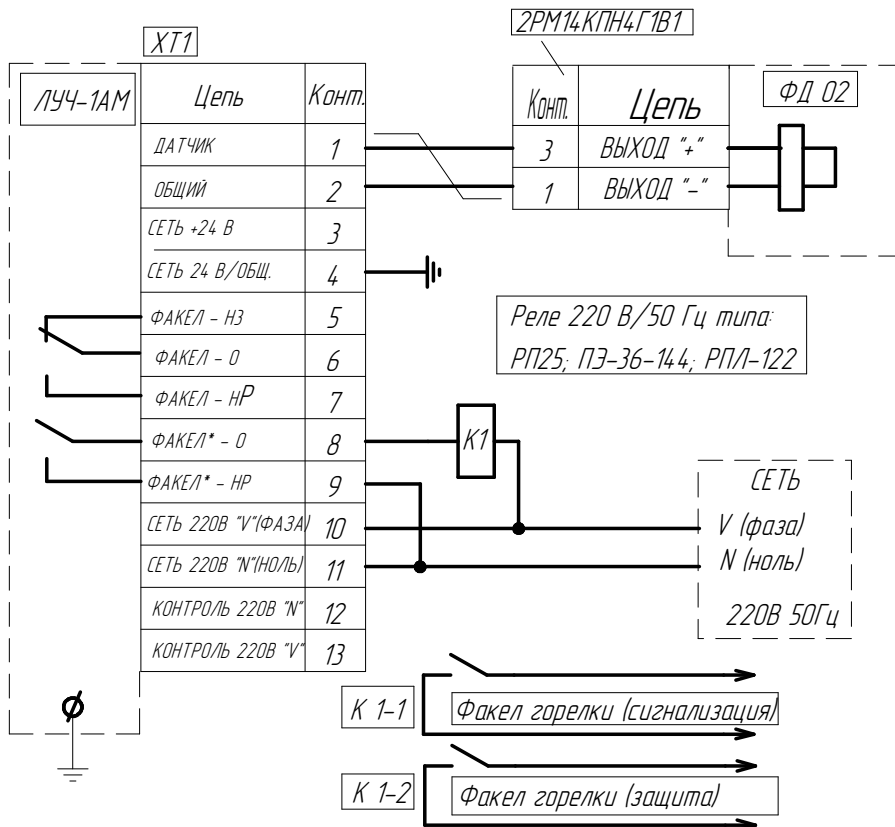 2РМ14КПН4Г1В1
ХТ1
ЛУЧ-1АМ
Цепь Конт.
ДАТЧИК 1
ОБЩИЙ 2
СЕТЬ +24 В 3
СЕТЬ 24 В/ОБЩ. 4
ФАКЕЛ - НЗ 5
ФАКЕЛ - О 6
ФАКЕЛ - НР 7
ФАКЕЛ* - О 8
ФАКЕЛ* - НР 9
СЕТЬ 220В "V"(ФАЗА) 10
СЕТЬ 220В "N"(НОЛЬ) 11
КОНТРОЛЬ 220В "N" 12
КОНТРОЛЬ 220В "V" 13
Конт. Цепь
3 ВЫХОД "+"
1 ВЫХОД "-"
ФД 02
Реле 220 В/50 Гц типа:
РП25; ПЭ-36-144; РПЛ-122
К1
СЕТЬ
V (фаза)
N (ноль)
220В 50Гц
К 1-1
Факел горелки (сигнализация)
К 1-2
Факел горелки (защита)